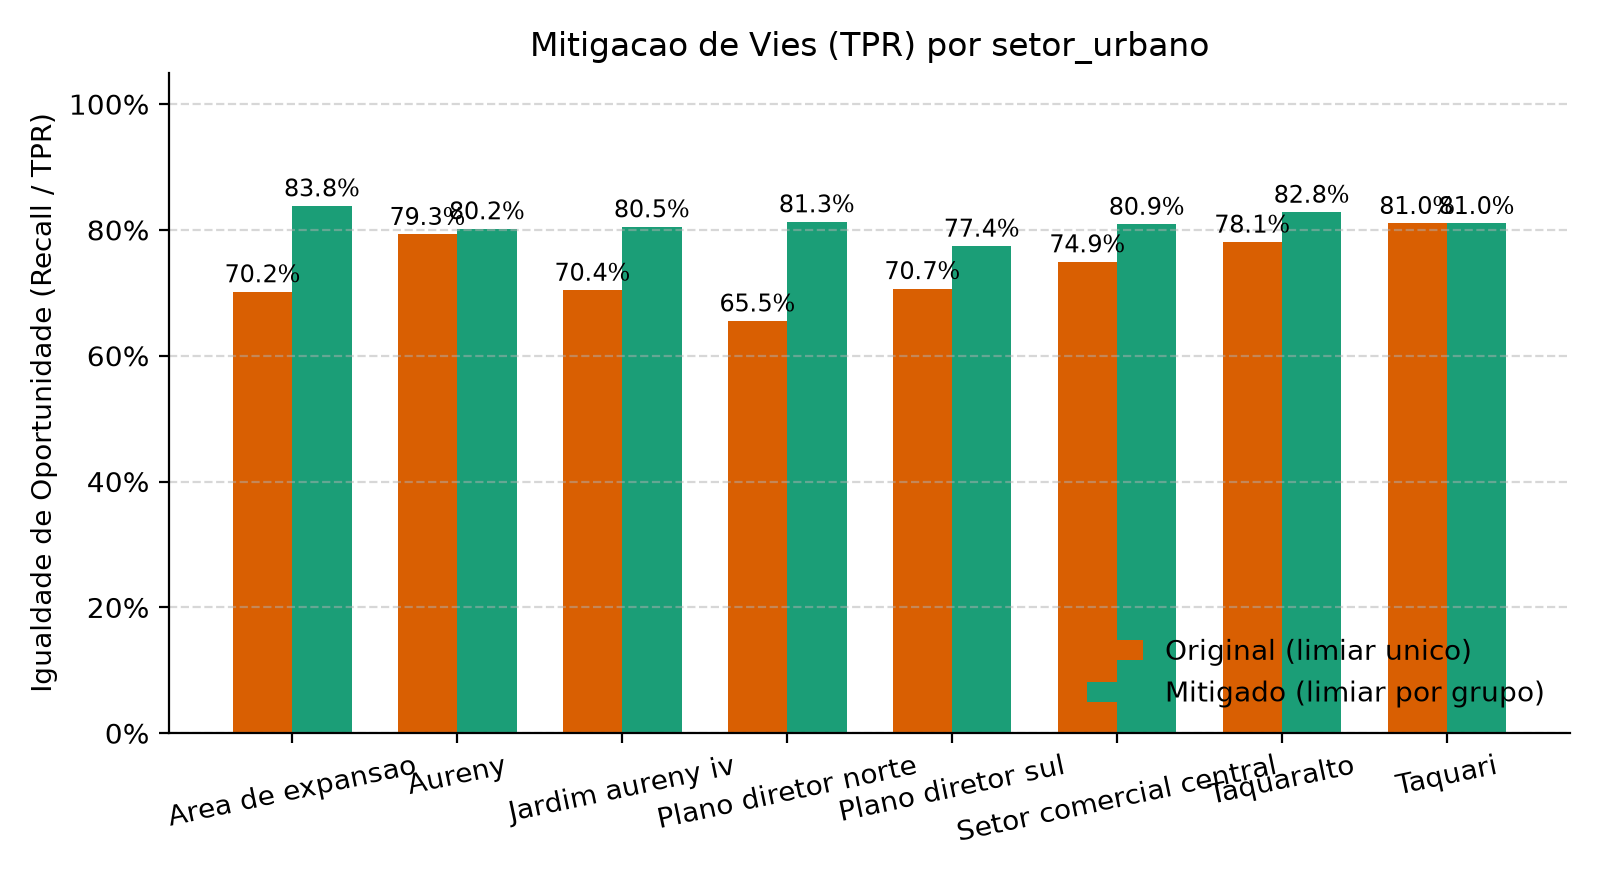 Mitigacao de Vies (TPR) por setor_urbano
Igualdade de Oportunidade (Recall / TPR)
100%
80%
60%
40%
20%
0%
70.2%
83.8%
79.3%
80.2%
70.4%
80.5%
65.5%
81.3%
70.7%
77.4%
74.9%
80.9%
78.1%
82.8%
81.0%
81.0%
Original (limiar unico)
Mitigado (limiar por grupo)
Area de expansao
Aureny
Jardim aureny iv
Plano diretor norte
Plano diretor sul
Setor comercial central
Taquaralto
Taquari